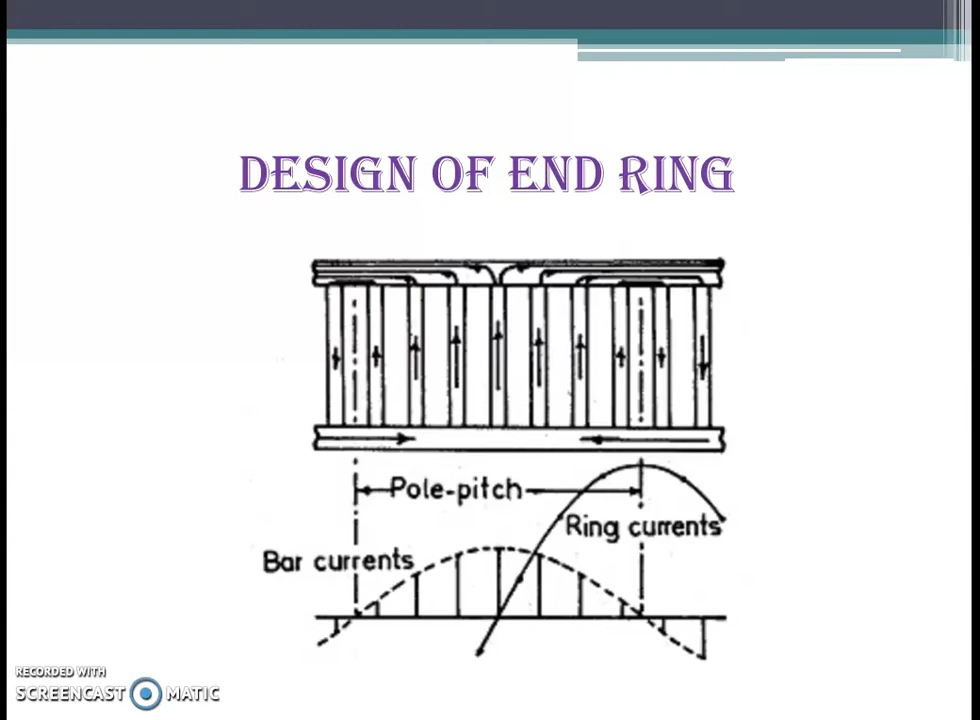 DESIGN OF END RING
Pole-pitch
Ring currents
Bar currents
RECORDED WITH
SCREENCAST MATIC